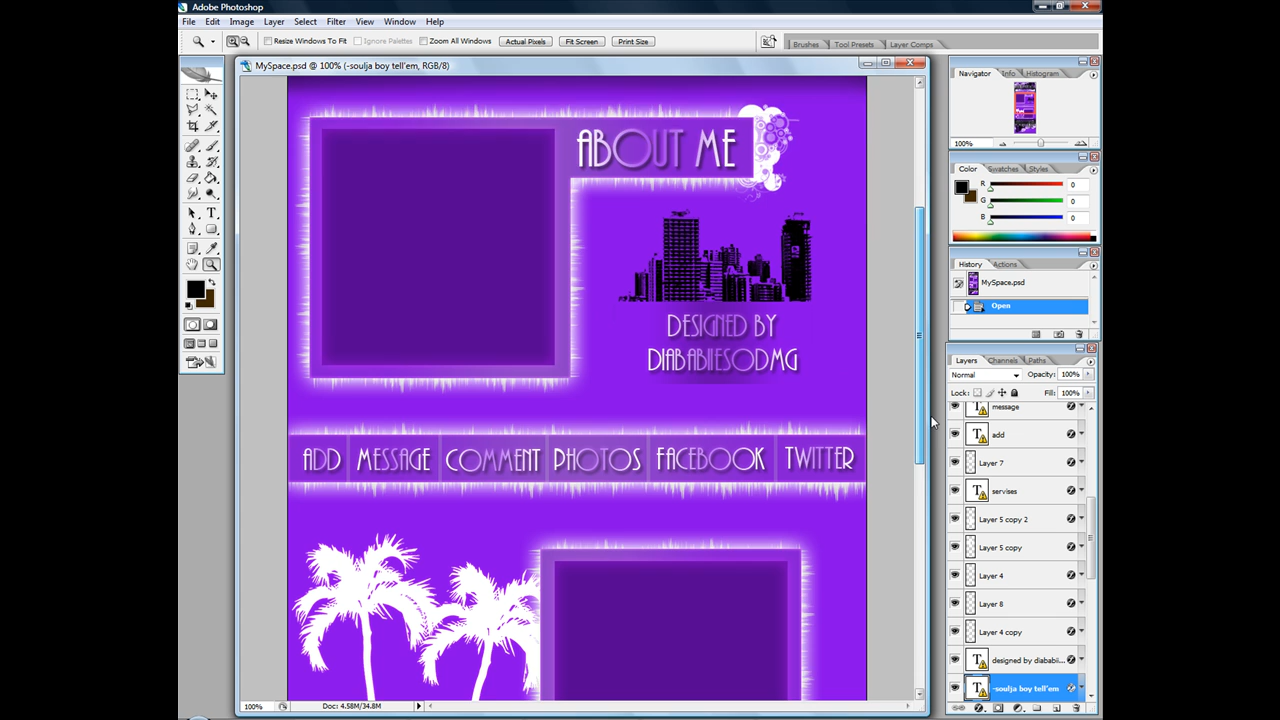 Adobe Photoshop
File Edit Image Layer Select Filter View Window Help
Resize Windows To Fit Ignore Palettes Zoom All Windows Actual Pixels Fit Screen Print Size Brushes Tool Presets Layer Comps
MySpace.psd @ 100% (-soulja boy tell'em, RGB/8)
ABOUT ME
DESIGNED BY
DIABABIIESODMG
ADD MESSAGE COMMENT PHOTOS FACEBOOK TWITTER
100% Doc: 4.58M/34.8M
Navigator Info Histogram
100%
Color Swatches Styles
R 0
G 0
B 0
History Actions
MySpace.psd
Open
Layers Channels Paths
Normal Opacity: 100%
Lock: Fill: 100%
message
add
Layer 7
servises
Layer 5 copy 2
Layer 5 copy
Layer 4
Layer 8
Layer 4 copy
designed by diababii...
-soulja boy tell'em